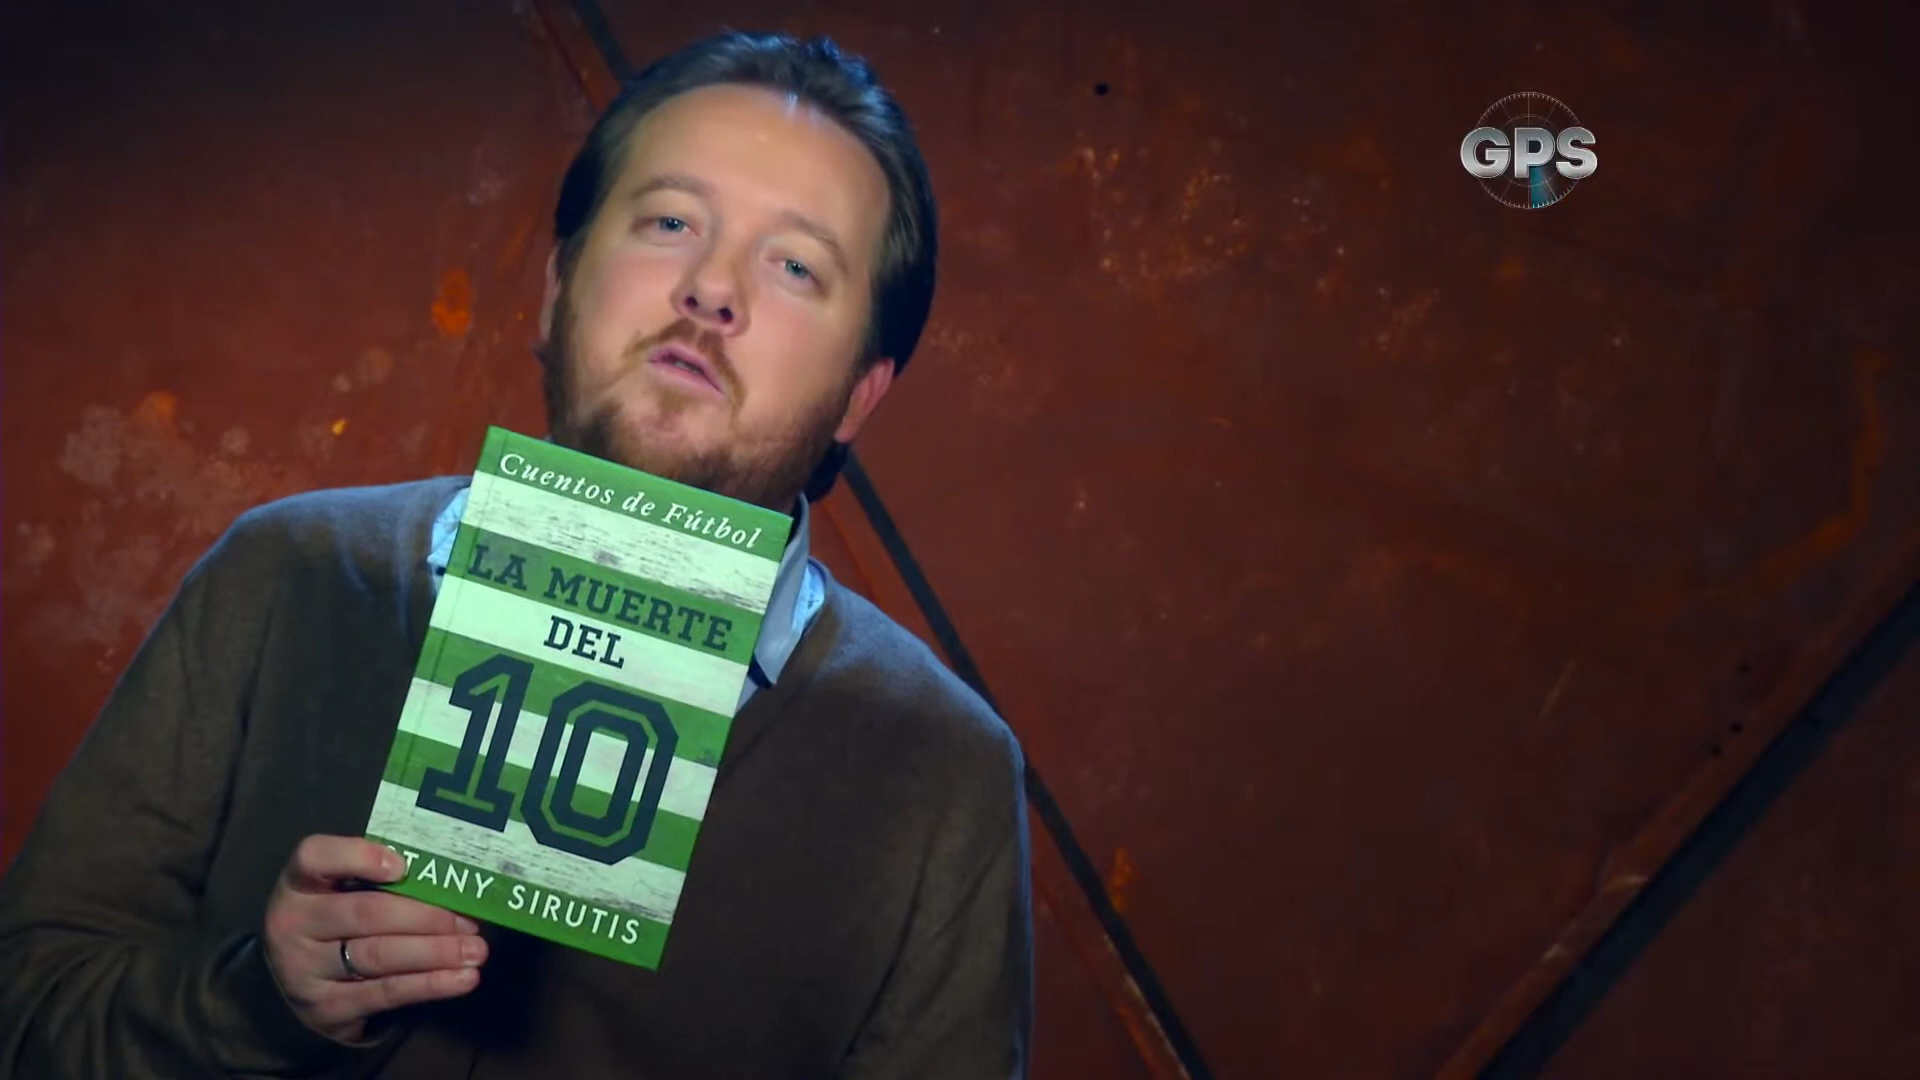 GPS
Cuentos de Fútbol
LA MUERTE
DEL
10
STANY SIRUTIS